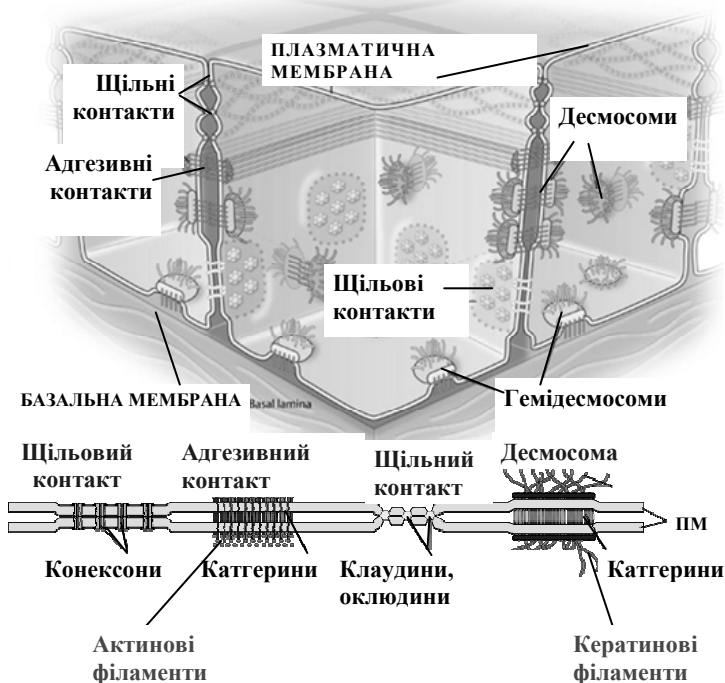 ПЛАЗМАТИЧНА
МЕМБРАНА
Щільні
контакти
Десмосоми
Адгезивні
контакти
Щільові
контакти
БАЗАЛЬНА МЕМБРАНА
Basal lamina
Гемідесмосоми
Щільовий
контакт
Адгезивний
контакт
Щільний
контакт
Десмосома
ПМ
Конексони
Катгерини
Клаудини,
оклюдини
Катгерини
Актинові
філаменти
Кератинові
філаменти